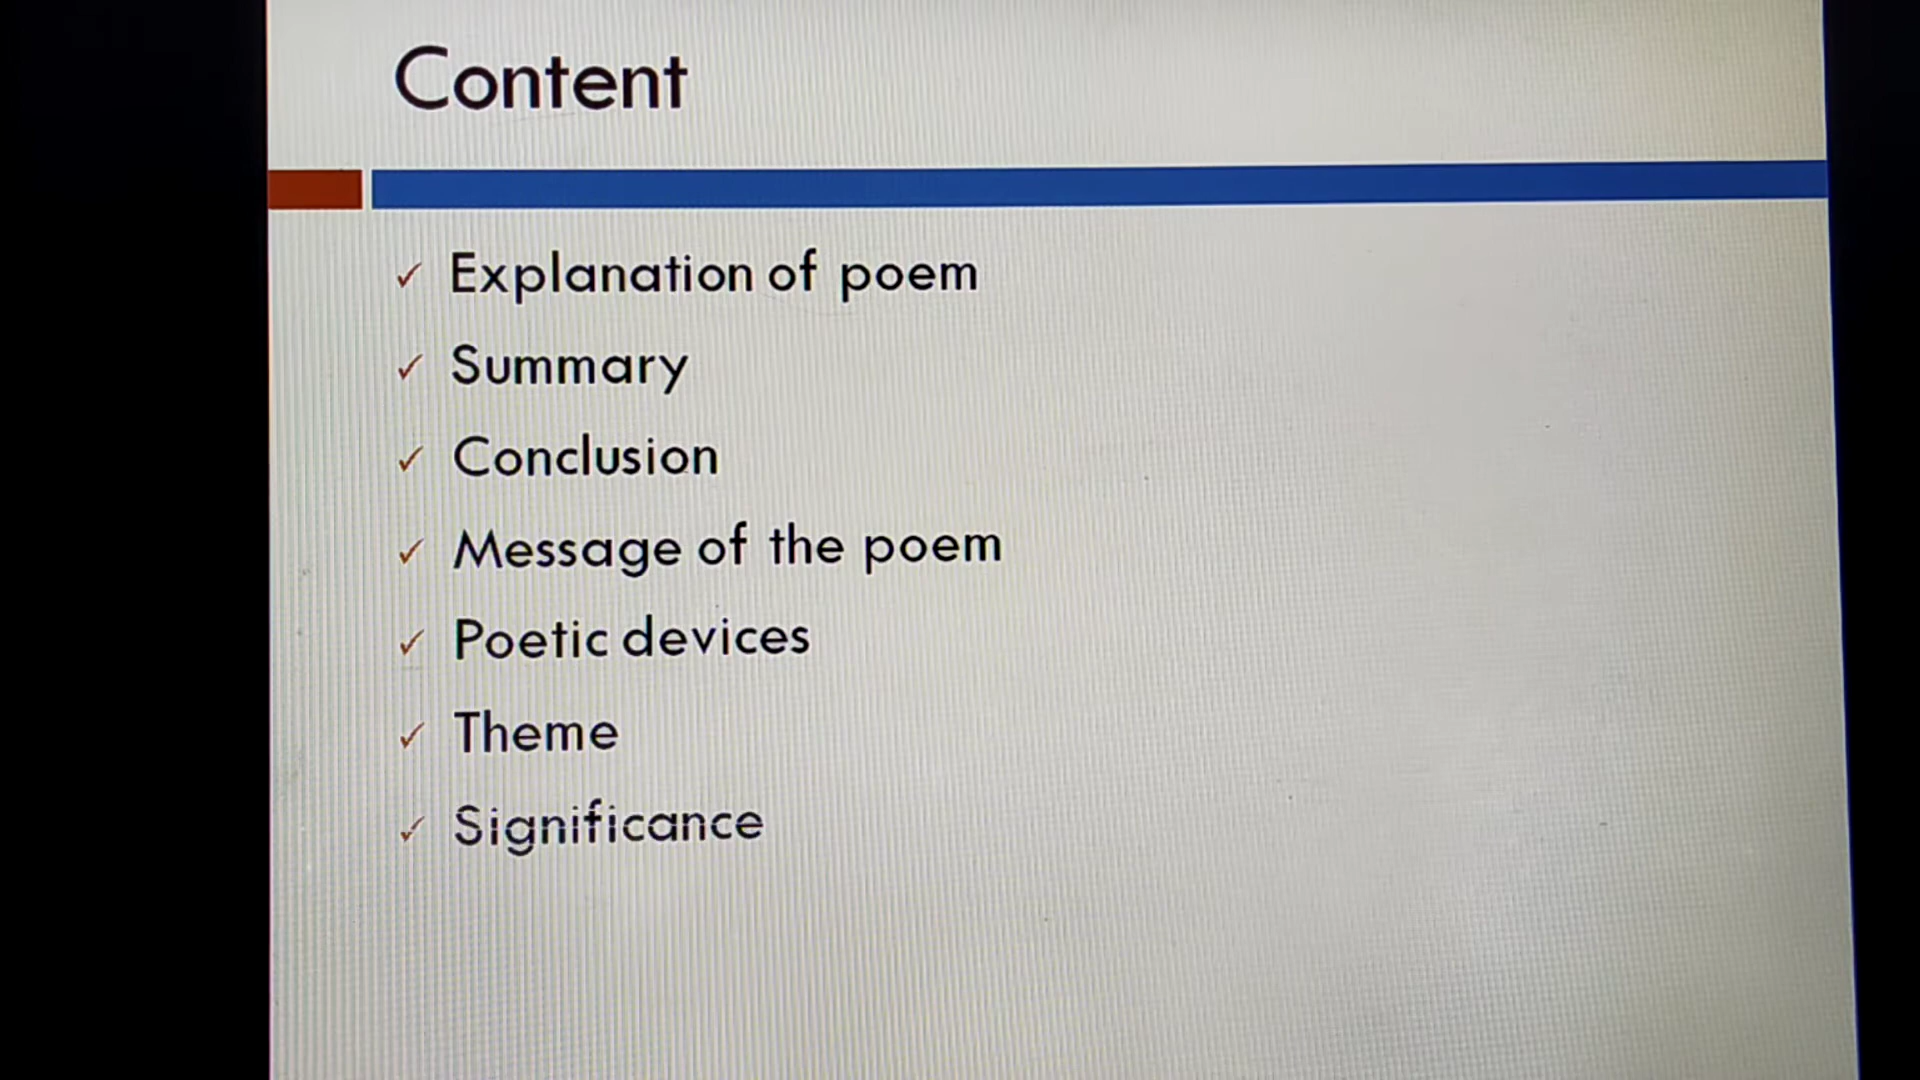 Content
Explanation of poem
Summary
Conclusion
Message of the poem
Poetic devices
Theme
Significance